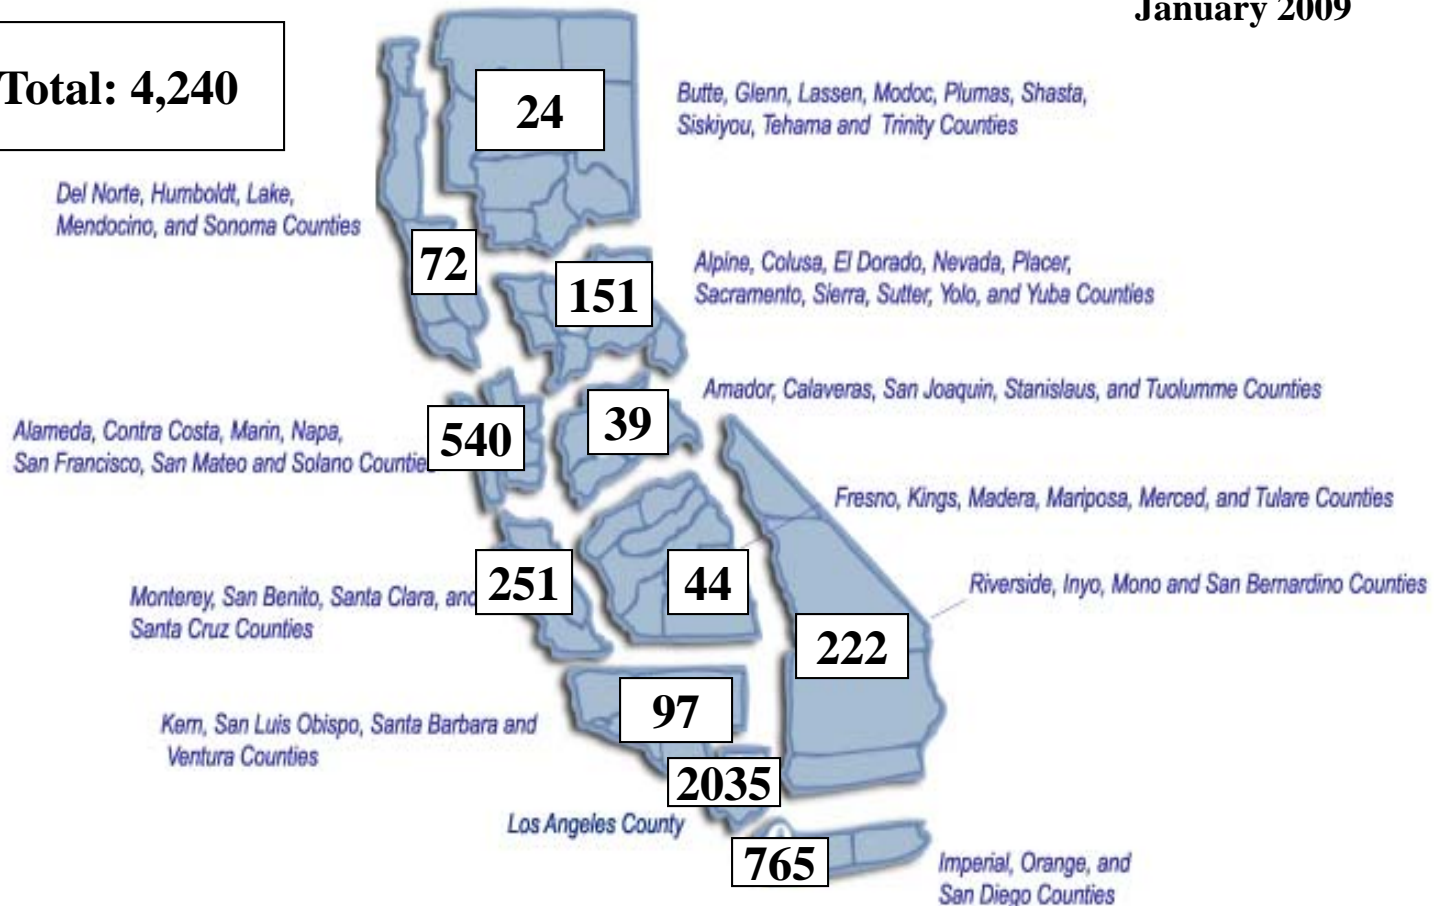 January 2009
Total: 4,240
24
Butte, Glenn, Lassen, Modoc, Plumas, Shasta,
Siskiyou, Tehama and Trinity Counties
Del Norte, Humboldt, Lake,
Mendocino, and Sonoma Counties
72
151
Alpine, Colusa, El Dorado, Nevada, Placer,
Sacramento, Sierra, Sutter, Yolo, and Yuba Counties
Amador, Calaveras, San Joaquin, Stanislaus, and Tuolumme Counties
39
540
Alameda, Contra Costa, Marin, Napa,
San Francisco, San Mateo and Solano Countie
Fresno, Kings, Madera, Mariposa, Merced, and Tulare Counties
251
44
Monterey, San Benito, Santa Clara, and
Santa Cruz Counties
Riverside, Inyo, Mono and San Bernardino Counties
222
97
Kern, San Luis Obispo, Santa Barbara and
Ventura Counties
2035
Los Angeles County
765
Imperial, Orange, and
San Diego Counties